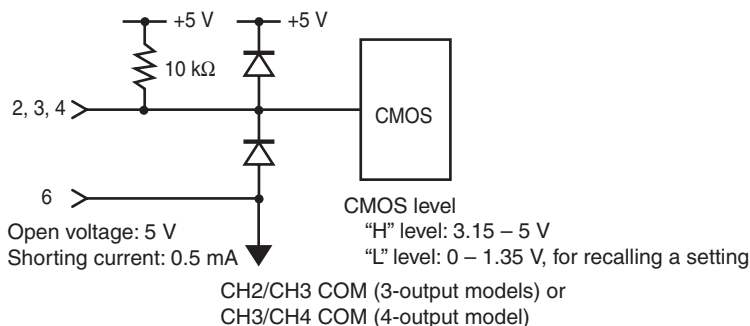 +5 V
+5 V
10 kΩ
2, 3, 4
CMOS
6
CMOS level
Open voltage: 5 V
“H” level: 3.15 – 5 V
Shorting current: 0.5 mA
“L” level: 0 – 1.35 V, for recalling a setting
CH2/CH3 COM (3-output models) or
CH3/CH4 COM (4-output model)